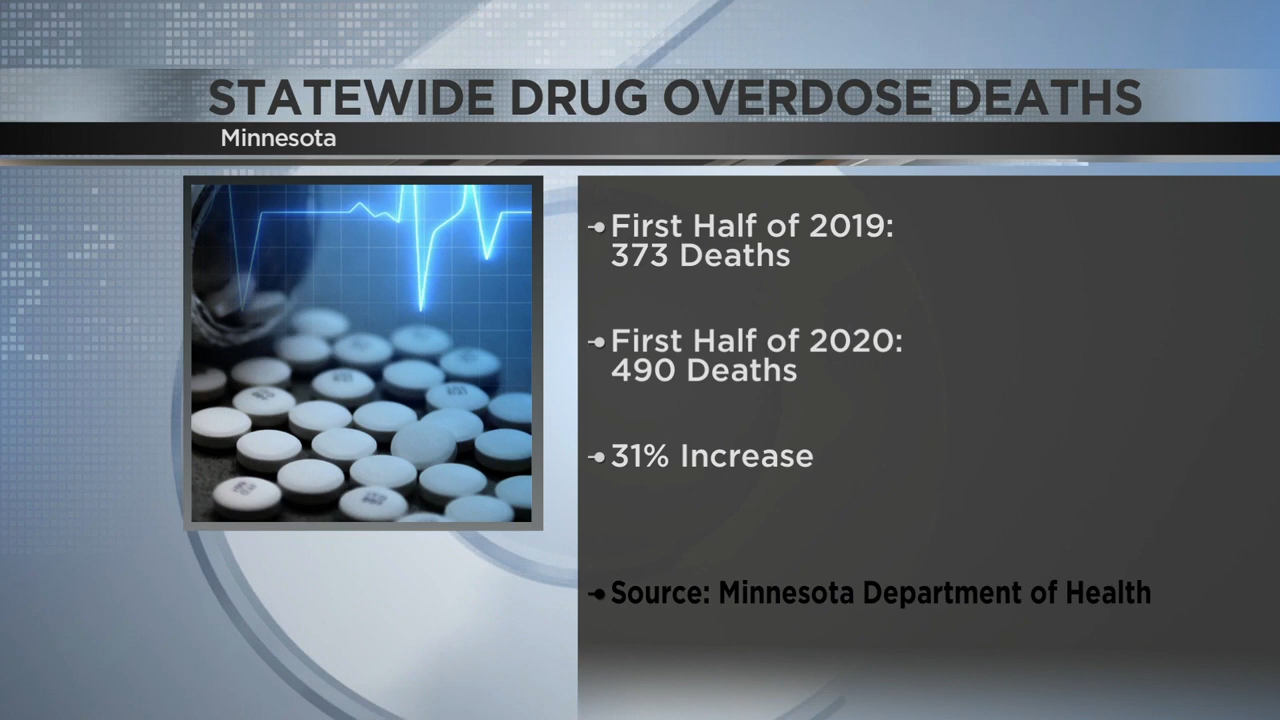 STATEWIDE DRUG OVERDOSE DEATHS
Minnesota
First Half of 2019:
373 Deaths
First Half of 2020:
490 Deaths
31% Increase
Source: Minnesota Department of Health